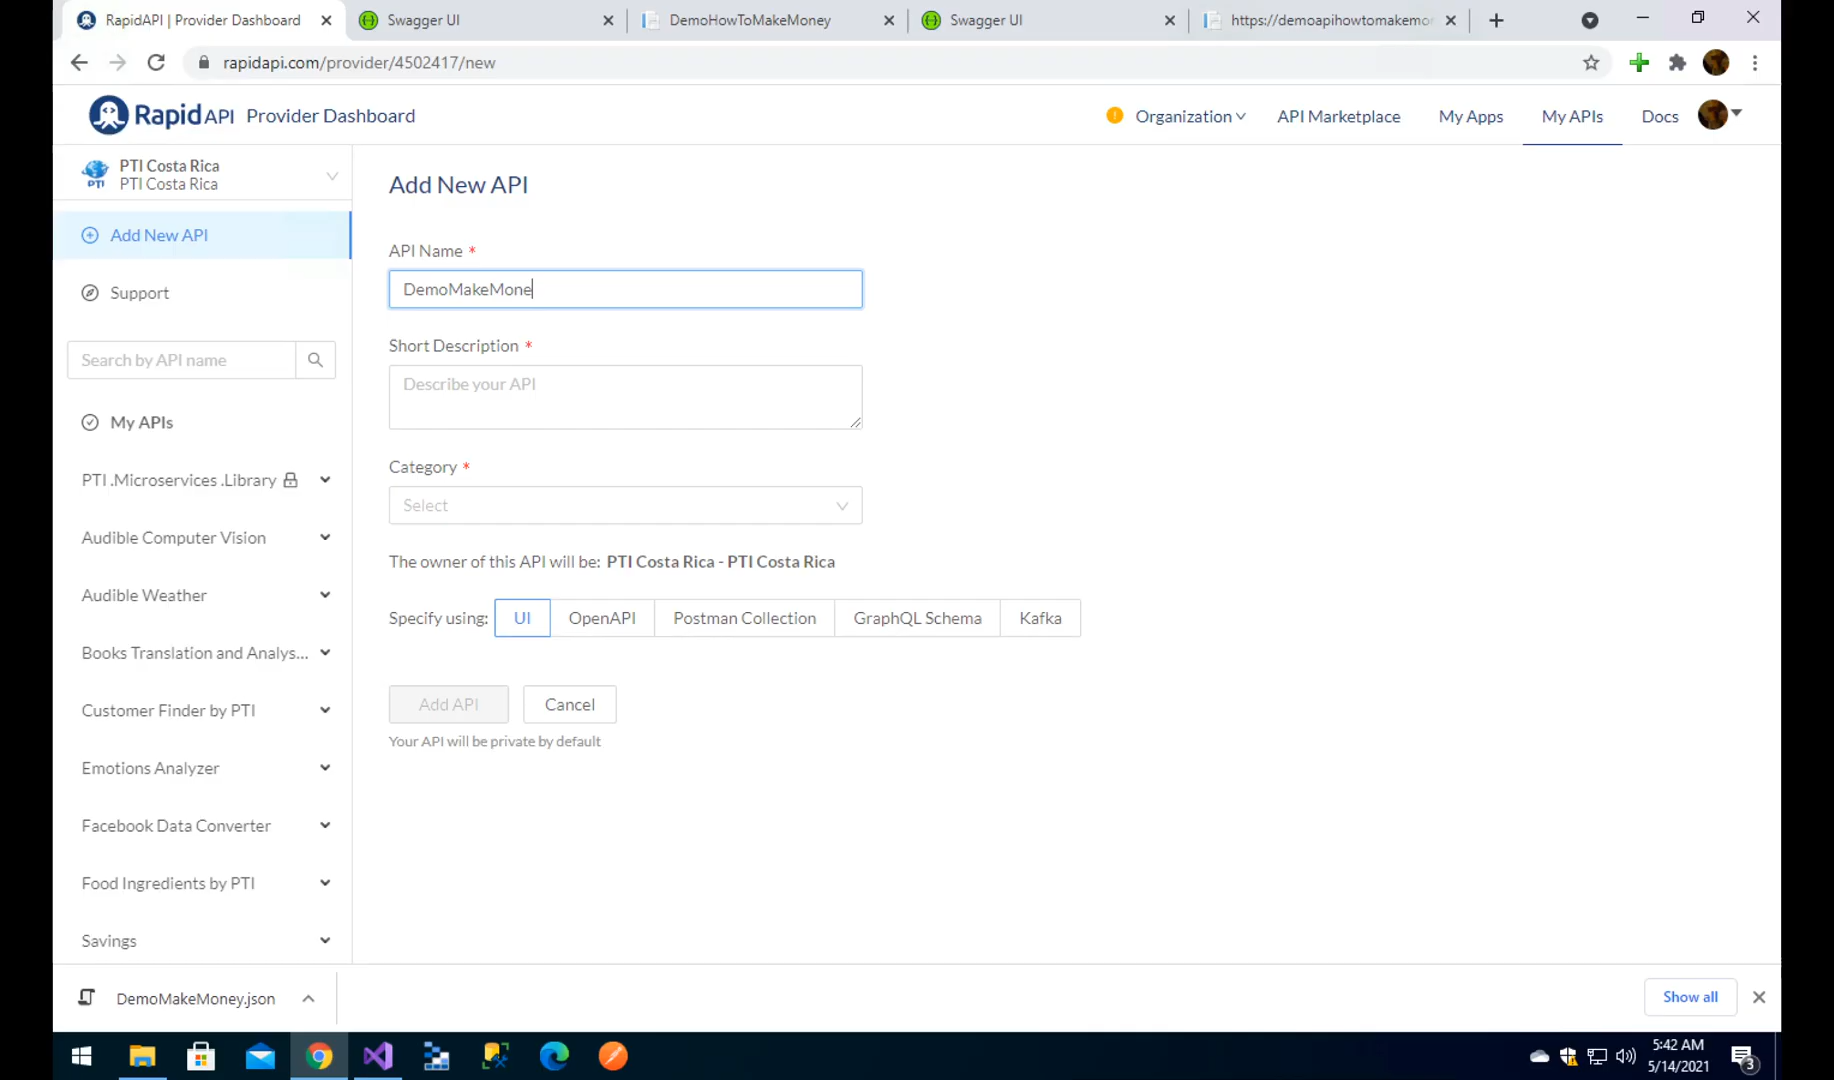 RapidAPI | Provider Dashboard
Swagger UI
DemoHowToMakeMoney
Swagger UI
https://demoapihowtomakemo
rapidapi.com/provider/4502417/new
RapidAPI Provider Dashboard
Organization
API Marketplace
My Apps
My APIs
Docs
PTI Costa Rica
PTI Costa Rica
PTI
Add New API
Support
Search by API name
My APIs
PTI .Microservices .Library
Audible Computer Vision
Audible Weather
Books Translation and Analys...
Customer Finder by PTI
Emotions Analyzer
Facebook Data Converter
Food Ingredients by PTI
Savings
Add New API
API Name *
DemoMakeMone
Short Description *
Describe your API
Category *
Select
The owner of this API will be: PTI Costa Rica - PTI Costa Rica
Specify using: UI OpenAPI Postman Collection GraphQL Schema Kafka
Add API Cancel
Your API will be private by default
DemoMakeMoney.json
Show all
5:42 AM
5/14/2021
3